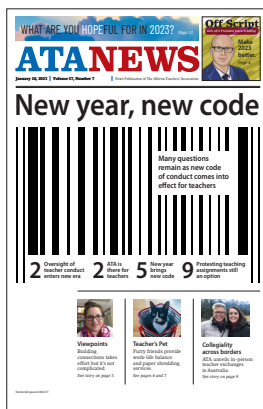 WHAT ARE YOU HOPEFUL FOR IN 2023? Page 12
Off Script
Make
2023
better.
ATANEWS
January 10, 2023 | Volume 57, Number 7
News Publication of The Alberta Teachers' Association
New year, new code
Many questions
remain as new code
of conduct comes into
effect for teachers
2 Oversight of
teacher conduct
enters new era
2 ATA is
there for
teachers
5 New year
brings
new code
9 Protesting teaching
assignments still
an option
Viewpoints
Building
connections takes
effort but it's not
complicated.
See story on page 3.
Teacher's Pet
Furry friends provide
work-life balance
and paper shredding
services.
See pages 6 and 7.
Collegiality
across borders
ATA unveils in-person
teacher exchanges
to Australia.
See story on page 9.